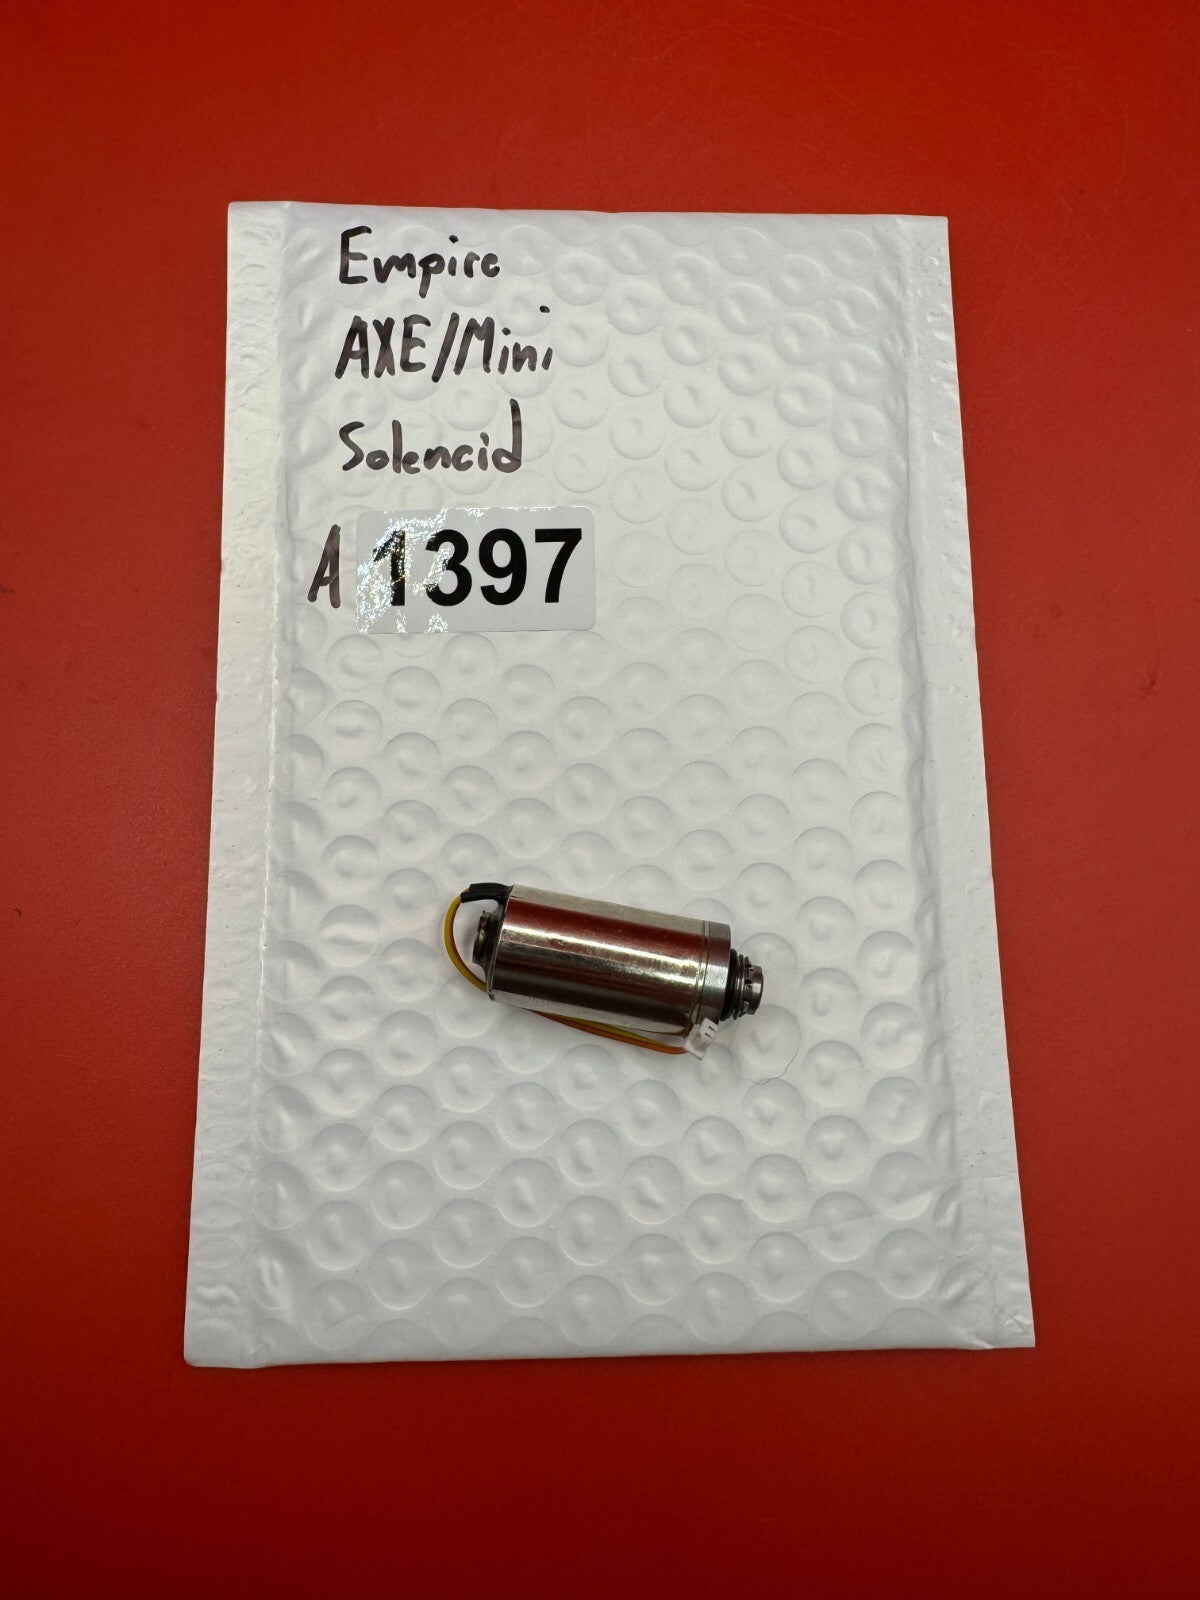 Empire
AXE/Mini
Solenoid
A 1397